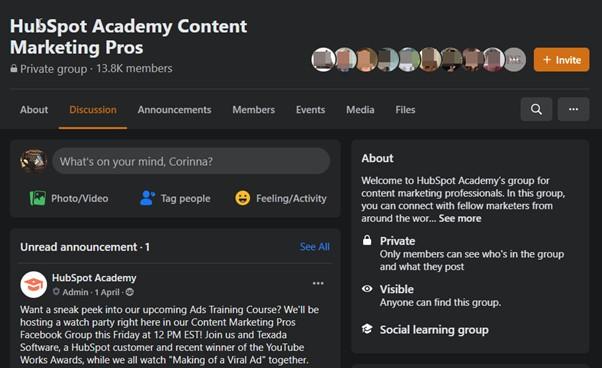 HubSpot Academy Content
Marketing Pros
Private group · 13.8K members
+ Invite
About
Discussion
Announcements
Members
Events
Media
Files
What's on your mind, Corinna?
Photo/Video
Tag people
Feeling/Activity
Unread announcement · 1
See All
HubSpot Academy
Admin · 1 April ·
Want a sneak peek into our upcoming Ads Training Course? We'll be
hosting a watch party right here in our Content Marketing Pros
Facebook Group this Friday at 12 PM EST! Join us and Texada
Software, a HubSpot customer and recent winner of the YouTube
Works Awards, while we all watch "Making of a Viral Ad" together.
About
Welcome to HubSpot Academy's group for
content marketing professionals. In this group,
you can connect with fellow marketers from
around the wor... See more
Private
Only members can see who's in the group
and what they post
Visible
Anyone can find this group.
Social learning group